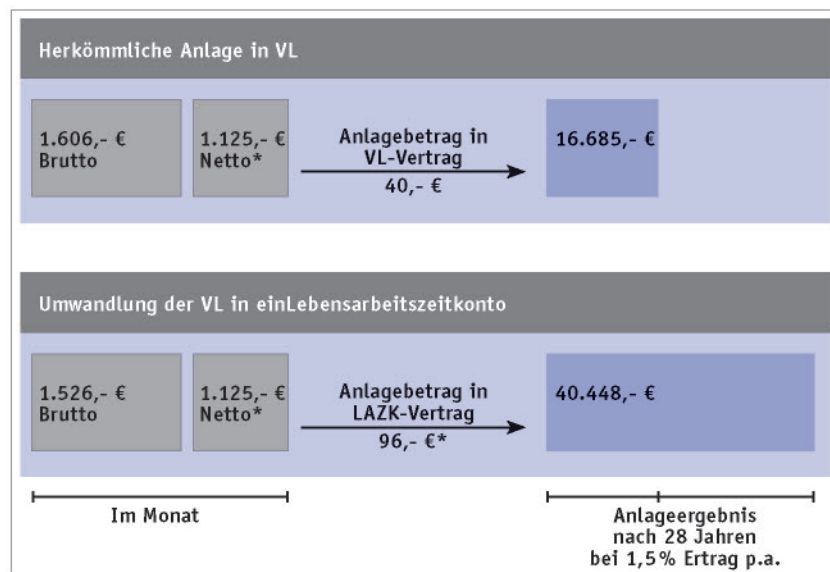 Herkömmliche Anlage in VL
1.606,- €
Brutto
1.125,- €
Netto*
Anlagebetrag in
VL-Vertrag
40,- €
16.685,- €
Umwandlung der VL in einLebensarbeitszeitkonto
1.526,- €
Brutto
1.125,- €
Netto*
Anlagebetrag in
LAZK-Vertrag
96,- €*
40.448,- €
Im Monat
Anlageergebnis
nach 28 Jahren
bei 1,5% Ertrag p.a.